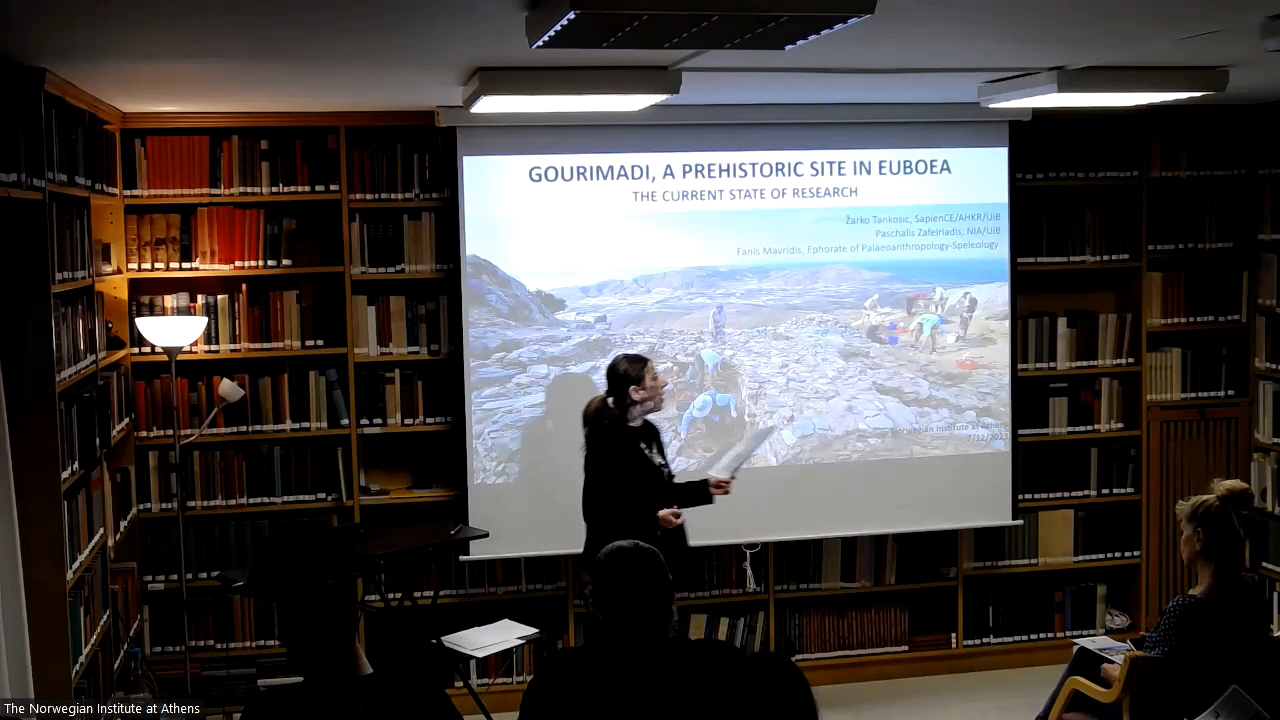 GOURIMADI, A PREHISTORIC SITE IN EUBOEA
THE CURRENT STATE OF RESEARCH
Žarko Tankosić, SapienCE/AHKR/UiB
Paschalis Zafeiriadis, NIA/UiB
Fanis Mavridis, Ephorate of Palaeoanthropology-Speleology
Norwegian Institute at Athens
7/12/2023
The Norwegian Institute at Athens